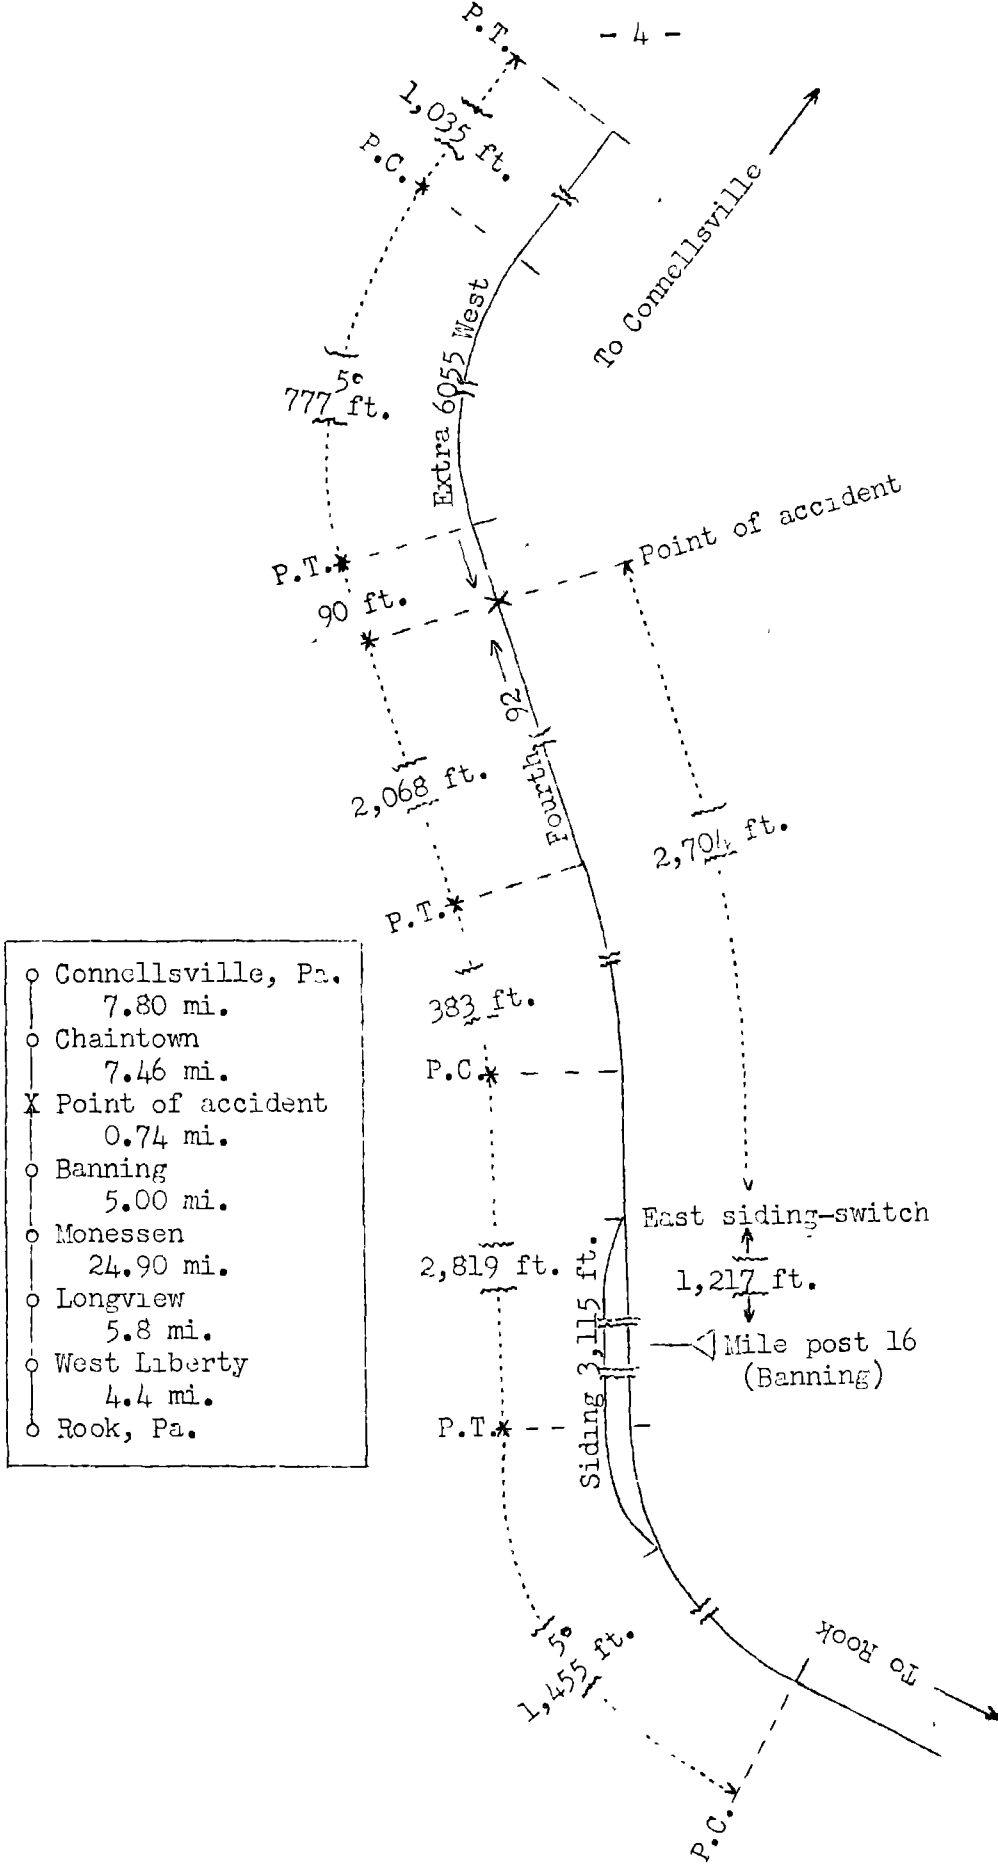 - 4 -
P.T.
1,035 ft.
P.C.
To Connellsville
Extra 6055 West
5°
777 ft.
Point of accident
P.T.
90 ft.
Fourth 92
2,068 ft.
2,704 ft.
P.T.
383 ft.
P.C.
Connellsville, Pa.
7.80 mi.
Chaintown
7.46 mi.
X Point of accident
0.74 mi.
Banning
5.00 mi.
Monessen
24.90 mi.
Longview
5.8 mi.
West Liberty
4.4 mi.
Rook, Pa.
East siding-switch
2,819 ft.
1,217 ft.
Siding 3,115 ft.
Mile post 16
(Banning)
P.T.
5°
1,455 ft.
To Rook
P.C.